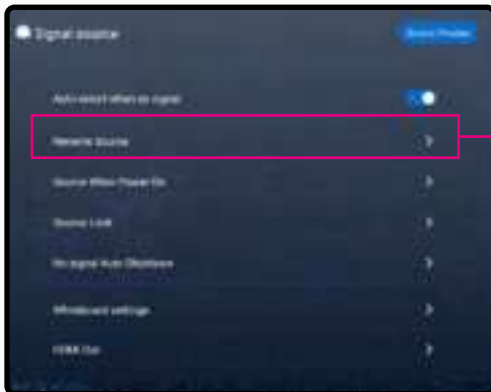 Signal source
Auto switch when no signal
Rename Source
Source When Power On
Source Lock
No signal Auto Shutdown
Whiteboard settings
HDMI Out